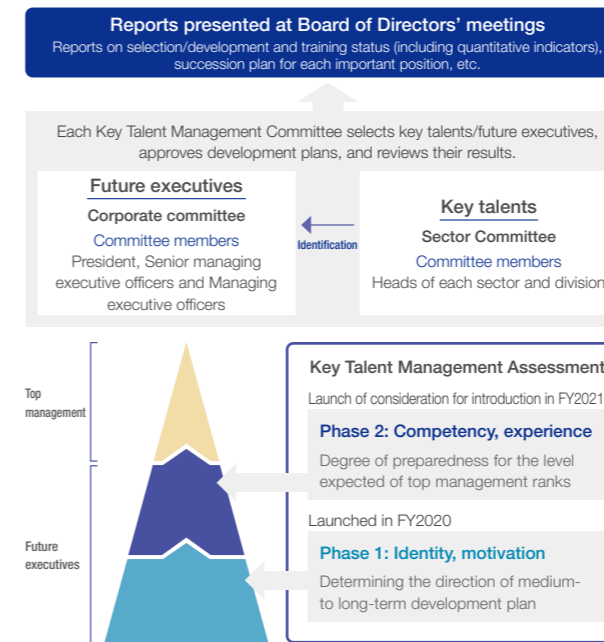 Reports presented at Board of Directors' meetings
Reports on selection/development and training status (including quantitative indicators),
succession plan for each important position, etc.
Each Key Talent Management Committee selects key talents/future executives,
approves development plans, and reviews their results.
Future executives
Corporate committee
Committee members
President, Senior managing
executive officers and Managing
executive officers
Identification
Key talents
Sector Committee
Committee members
Heads of each sector and division
Top
management
Future
executives
Key Talent Management Assessment
Launch of consideration for introduction in FY2021
Phase 2: Competency, experience
Degree of preparedness for the level
expected of top management ranks
Launched in FY2020
Phase 1: Identity, motivation
Determining the direction of medium-
to long-term development plan